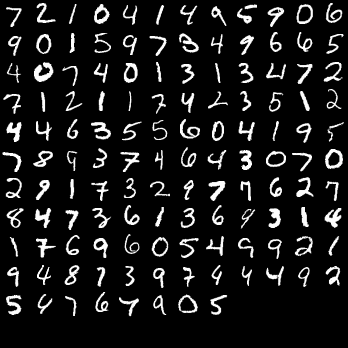 7 2 1 0 4 1 4 9 5 9 0 6
9 0 1 5 9 7 3 4 9 6 6 5
4 0 7 4 0 1 3 1 3 4 7 2
7 1 2 1 1 7 4 2 3 5 1 2
4 4 6 3 5 5 6 0 4 1 9 5
7 8 9 3 7 4 6 4 3 0 7 0
2 9 1 7 3 2 9 7 7 6 2 7
8 4 7 3 6 1 3 6 9 3 1 4
1 7 6 9 6 0 5 4 9 9 2 1
9 4 8 7 3 9 7 4 4 4 9 2
5 4 7 6 7 9 0 5